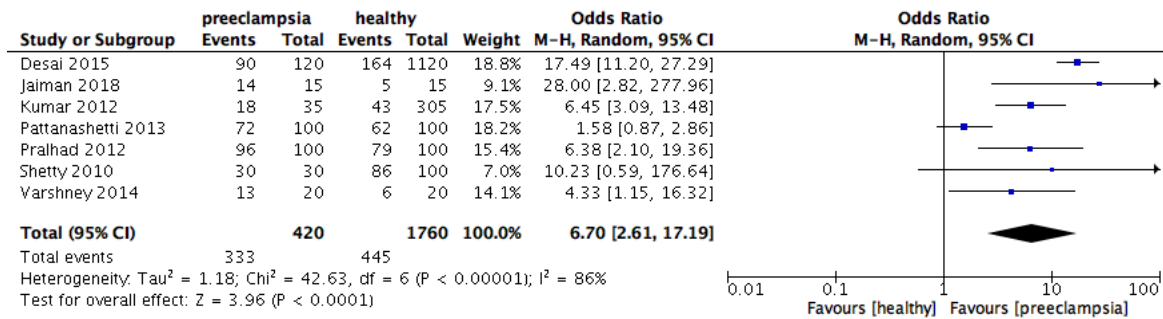 preeclampsia healthy Odds Ratio Odds Ratio
Study or Subgroup Events Total Events Total Weight M-H, Random, 95% CI M-H, Random, 95% CI
Desai 2015 90 120 164 1120 18.8% 17.49 [11.20, 27.29]
Jaiman 2018 14 15 5 15 9.1% 28.00 [2.82, 277.96]
Kumar 2012 18 35 43 305 17.5% 6.45 [3.09, 13.48]
Pattanashetti 2013 72 100 62 100 18.2% 1.58 [0.87, 2.86]
Pralhad 2012 96 100 79 100 15.4% 6.38 [2.10, 19.36]
Shetty 2010 30 30 86 100 7.0% 10.23 [0.59, 176.64]
Varshney 2014 13 20 6 20 14.1% 4.33 [1.15, 16.32]
Total (95% CI) 420 1760 100.0% 6.70 [2.61, 17.19]
Total events 333 445
Heterogeneity: Tau² = 1.18; Chi² = 42.63, df = 6 (P < 0.00001); I² = 86%
Test for overall effect: Z = 3.96 (P < 0.0001)
0.01 0.1 1 10 100
Favours [healthy] Favours [preeclampsia]